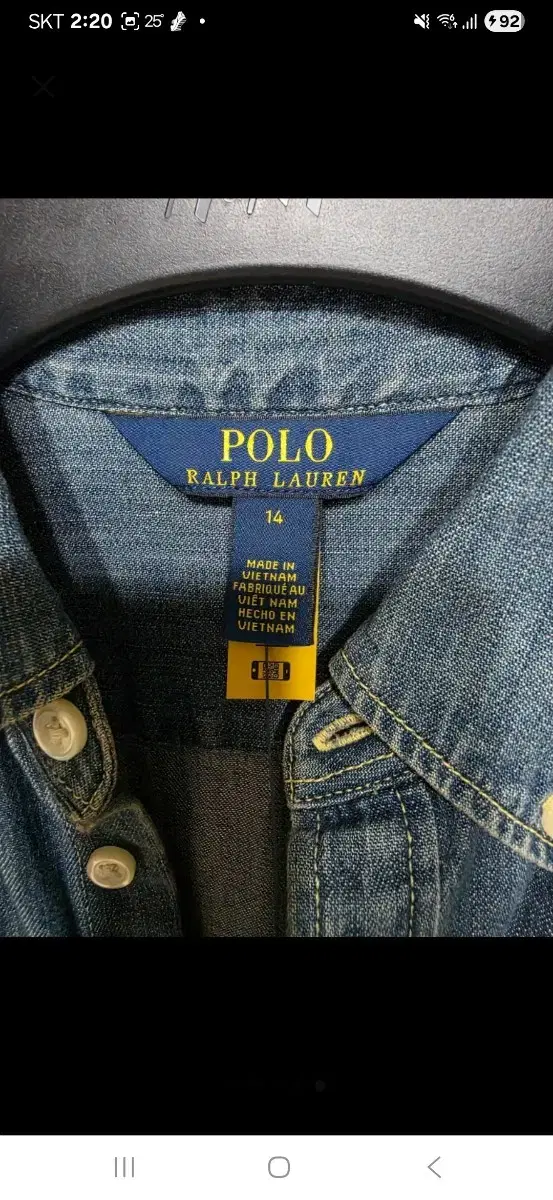 SKT 2:20 25°
92
POLO
RALPH LAUREN
14
MADE IN
VIETNAM
FABRIQUÉ AU
VIÊT NAM
HECHO EN
VIETNAM